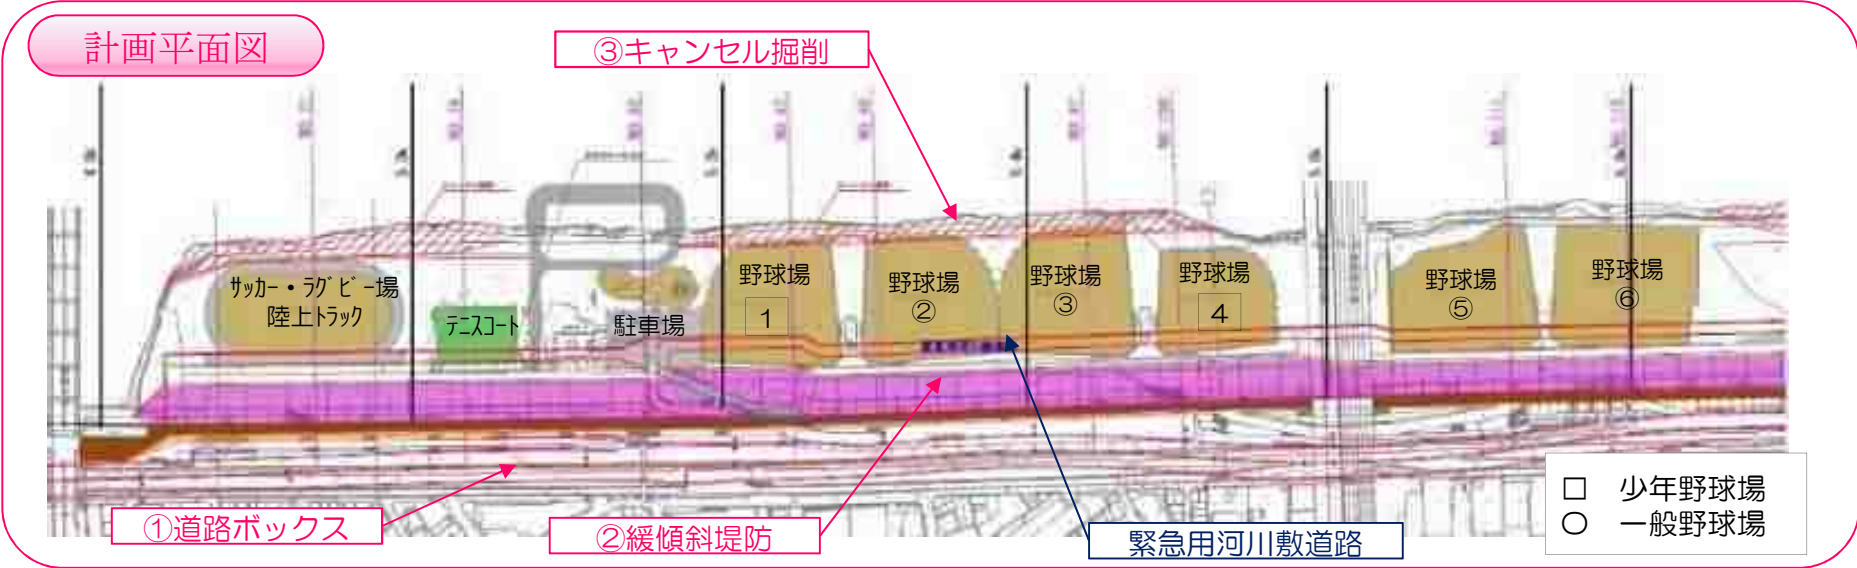 計画平面図
③キャンセル掘削
サッカー・ラグビー場
陸上トラック
テニスコート
駐車場
野球場
1
野球場
②
野球場
③
野球場
4
野球場
⑤
野球場
⑥
①道路ボックス
②緩傾斜堤防
緊急用河川敷道路
□ 少年野球場
○ 一般野球場